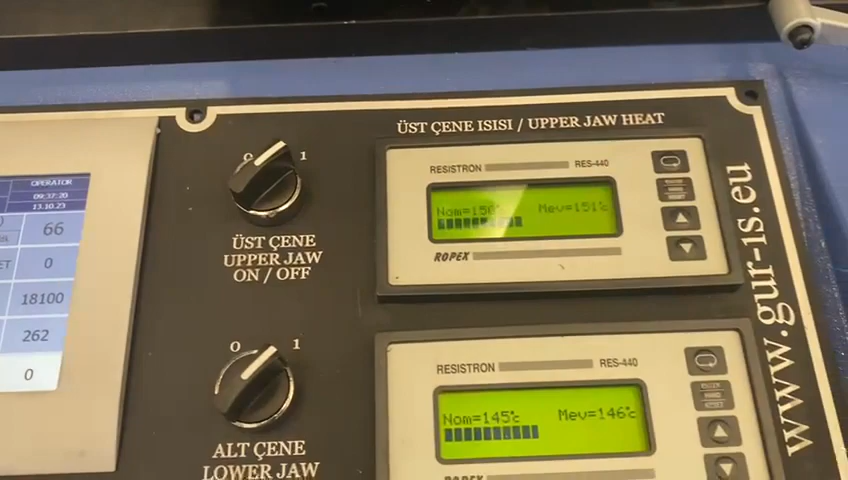 OPERATOR
09:37:20
13.10.23
66
0
18100
262
0
0 1
ÜST ÇENE
UPPER JAW
ON / OFF
0 1
ALT ÇENE
LOWER JAW
ÜST ÇENE ISISI / UPPER JAW HEAT
RESISTRON RES-440
Nom=150°c Mev=151°c
ROPEX
RESISTRON RES-440
Nom=145°c Mev=146°c
ROPEX
www.gur-is.eu